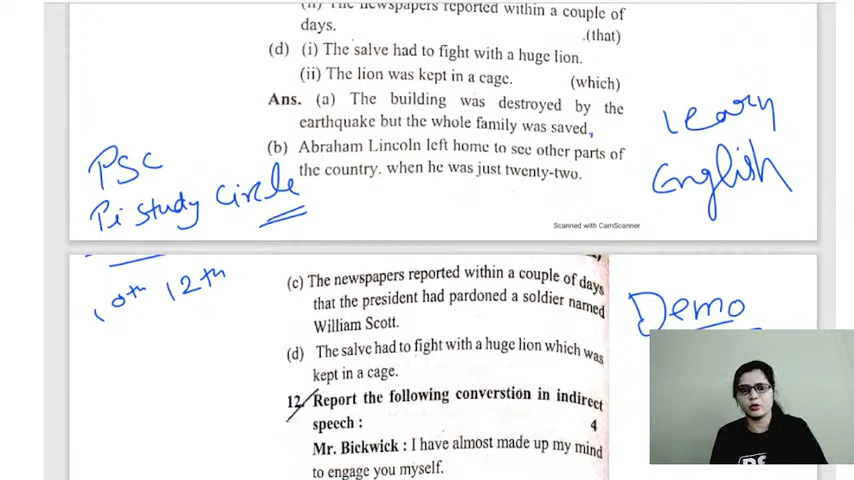 (ii) The newspapers reported within a couple of
days. .(that)
(d) (i) The salve had to fight with a huge lion.
(ii) The lion was kept in a cage. (which)
Ans. (a) The building was destroyed by the
earthquake but the whole family was saved,
(b) Abraham Lincoln left home to see other parts of
the country. when he was just twenty-two.
Scanned with CamScanner
PSC
Pi Study Circle
10th 12th
Learn
English
Demo
(c) The newspapers reported within a couple of days
that the president had pardoned a soldier named
William Scott.
(d) The salve had to fight with a huge lion which was
kept in a cage.
12. Report the following converstion in indirect
speech : 4
Mr. Bickwick : I have almost made up my mind
to engage you myself.